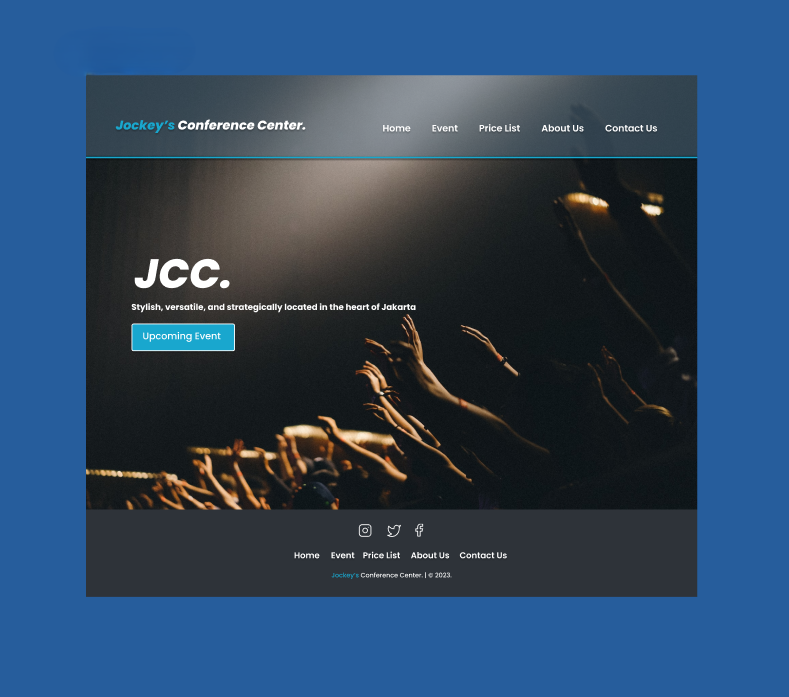 Jockey's Conference Center.
Home Event Price List About Us Contact Us
JCC.
Stylish, versatile, and strategically located in the heart of Jakarta
Upcoming Event
Home Event Price List About Us Contact Us
Jockey's Conference Center. | © 2023.